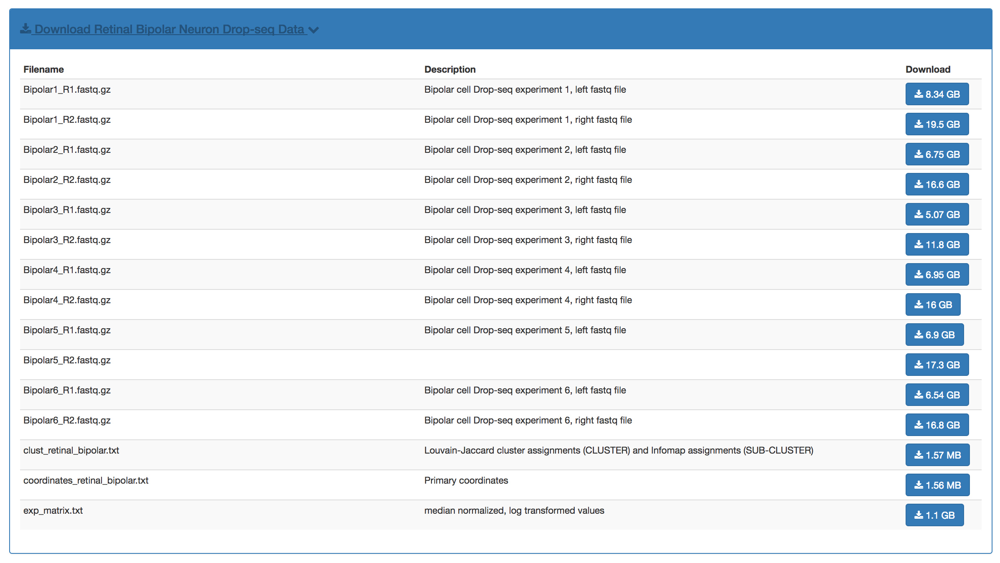 Download Retinal Bipolar Neuron Drop-seq Data
Filename Description Download
Bipolar1_R1.fastq.gz Bipolar cell Drop-seq experiment 1, left fastq file 8.34 GB
Bipolar1_R2.fastq.gz Bipolar cell Drop-seq experiment 1, right fastq file 19.5 GB
Bipolar2_R1.fastq.gz Bipolar cell Drop-seq experiment 2, left fastq file 6.75 GB
Bipolar2_R2.fastq.gz Bipolar cell Drop-seq experiment 2, right fastq file 16.6 GB
Bipolar3_R1.fastq.gz Bipolar cell Drop-seq experiment 3, left fastq file 5.07 GB
Bipolar3_R2.fastq.gz Bipolar cell Drop-seq experiment 3, right fastq file 11.8 GB
Bipolar4_R1.fastq.gz Bipolar cell Drop-seq experiment 4, left fastq file 6.95 GB
Bipolar4_R2.fastq.gz Bipolar cell Drop-seq experiment 4, right fastq file 16 GB
Bipolar5_R1.fastq.gz Bipolar cell Drop-seq experiment 5, left fastq file 6.9 GB
Bipolar5_R2.fastq.gz 17.3 GB
Bipolar6_R1.fastq.gz Bipolar cell Drop-seq experiment 6, left fastq file 6.54 GB
Bipolar6_R2.fastq.gz Bipolar cell Drop-seq experiment 6, right fastq file 16.8 GB
clust_retinal_bipolar.txt Louvain-Jaccard cluster assignments (CLUSTER) and Infomap assignments (SUB-CLUSTER) 1.57 MB
coordinates_retinal_bipolar.txt Primary coordinates 1.56 MB
exp_matrix.txt median normalized, log transformed values 1.1 GB